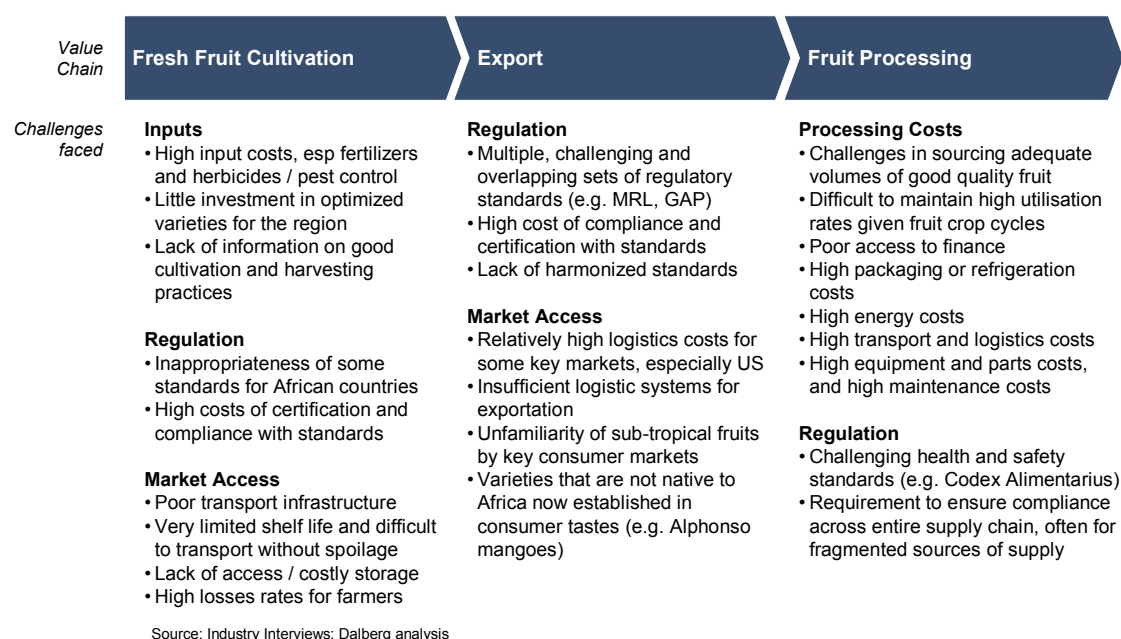 Value
Chain
Fresh Fruit Cultivation
Export
Fruit Processing
Challenges
faced
Inputs
• High input costs, esp fertilizers
and herbicides / pest control
• Little investment in optimized
varieties for the region
• Lack of information on good
cultivation and harvesting
practices
Regulation
• Inappropriateness of some
standards for African countries
• High costs of certification and
compliance with standards
Market Access
• Poor transport infrastructure
• Very limited shelf life and difficult
to transport without spoilage
• Lack of access / costly storage
• High losses rates for farmers
Regulation
• Multiple, challenging and
overlapping sets of regulatory
standards (e.g. MRL, GAP)
• High cost of compliance and
certification with standards
• Lack of harmonized standards
Market Access
• Relatively high logistics costs for
some key markets, especially US
• Insufficient logistic systems for
exportation
• Unfamiliarity of sub-tropical fruits
by key consumer markets
• Varieties that are not native to
Africa now established in
consumer tastes (e.g. Alphonso
mangoes)
Processing Costs
• Challenges in sourcing adequate
volumes of good quality fruit
• Difficult to maintain high utilisation
rates given fruit crop cycles
• Poor access to finance
• High packaging or refrigeration
costs
• High energy costs
• High transport and logistics costs
• High equipment and parts costs,
and high maintenance costs
Regulation
• Challenging health and safety
standards (e.g. Codex Alimentarius)
• Requirement to ensure compliance
across entire supply chain, often for
fragmented sources of supply
Source: Industry Interviews; Dalberg analysis